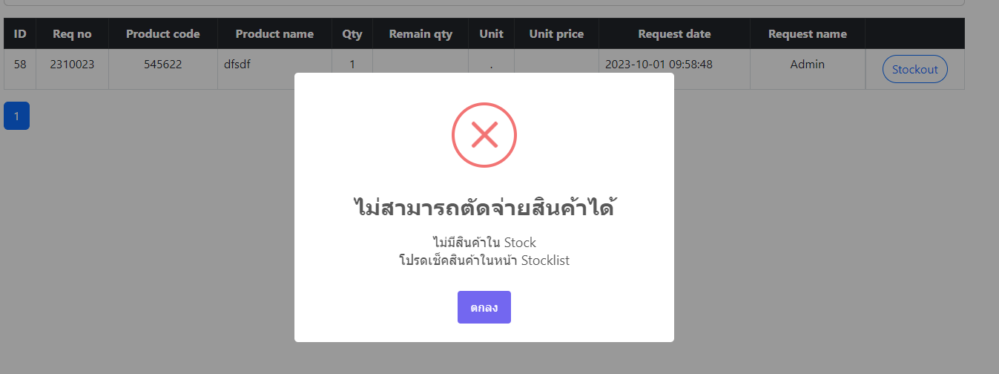 ID Req no Product code Product name Qty Remain qty Unit Unit price Request date Request name
58 2310023 545622 dfsdf 1 . 2023-10-01 09:58:48 Admin Stockout
1
ไม่สามารถตัดจ่ายสินค้าได้
ไม่มีสินค้าใน Stock
โปรดเช็คสินค้าในหน้า Stocklist
ตกลง